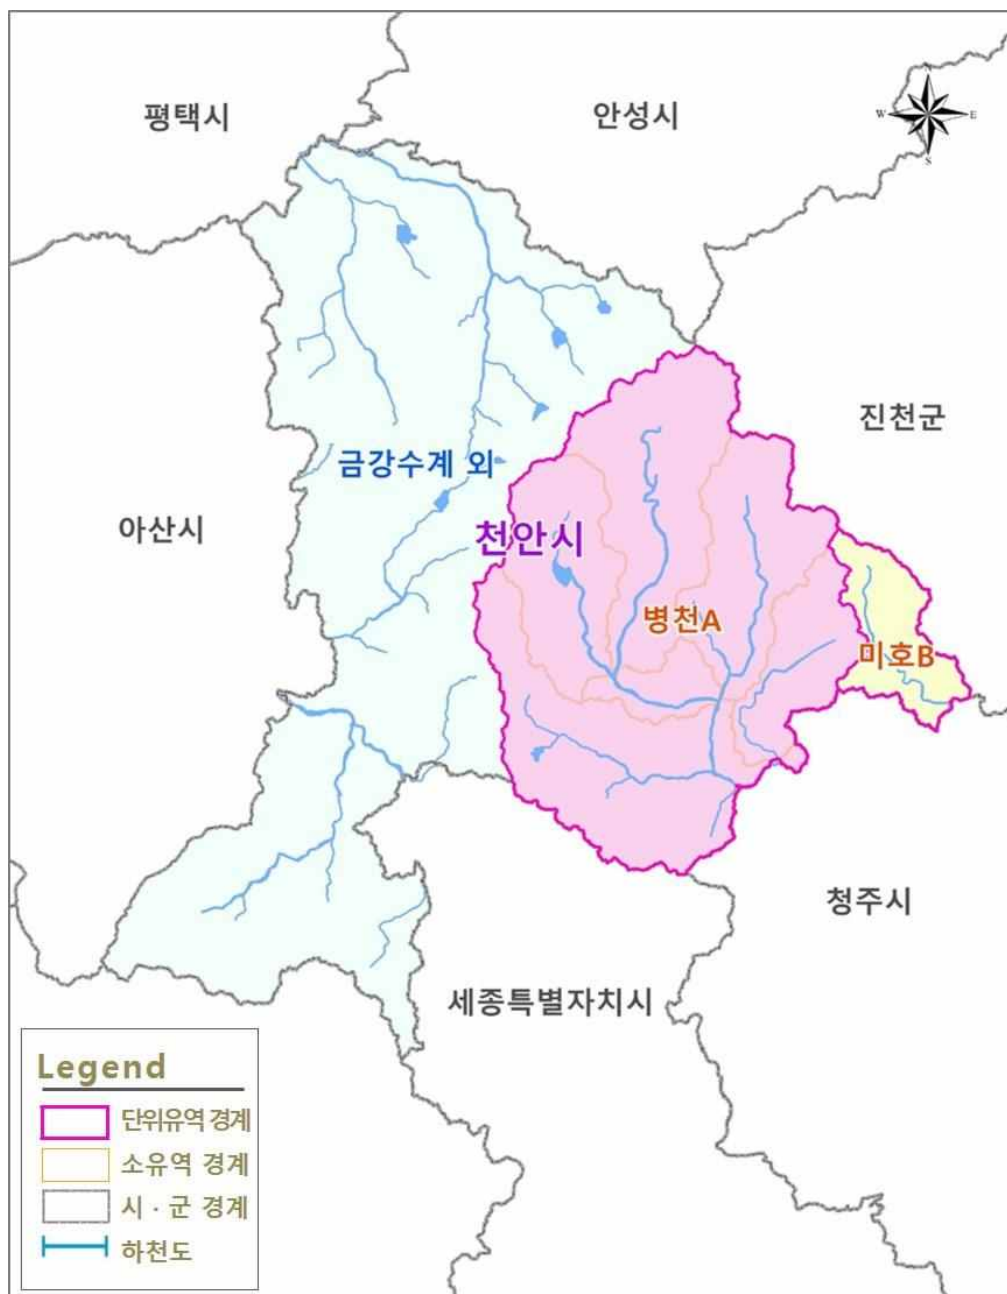 평택시
안성시
N
W
E
S
진천군
금강수계 외
아산시
천안시
병천A
미호B
청주시
세종특별자치시
Legend
단위유역 경계
소유역 경계
시 · 군 경계
하천도